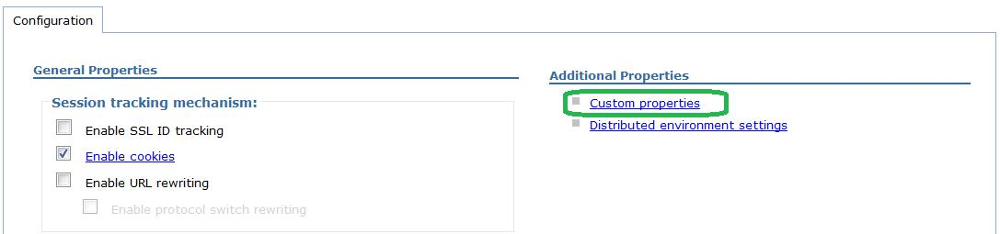 Configuration
General Properties
Session tracking mechanism:
Enable SSL ID tracking
Enable cookies
Enable URL rewriting
Enable protocol switch rewriting
Additional Properties
Custom properties
Distributed environment settings